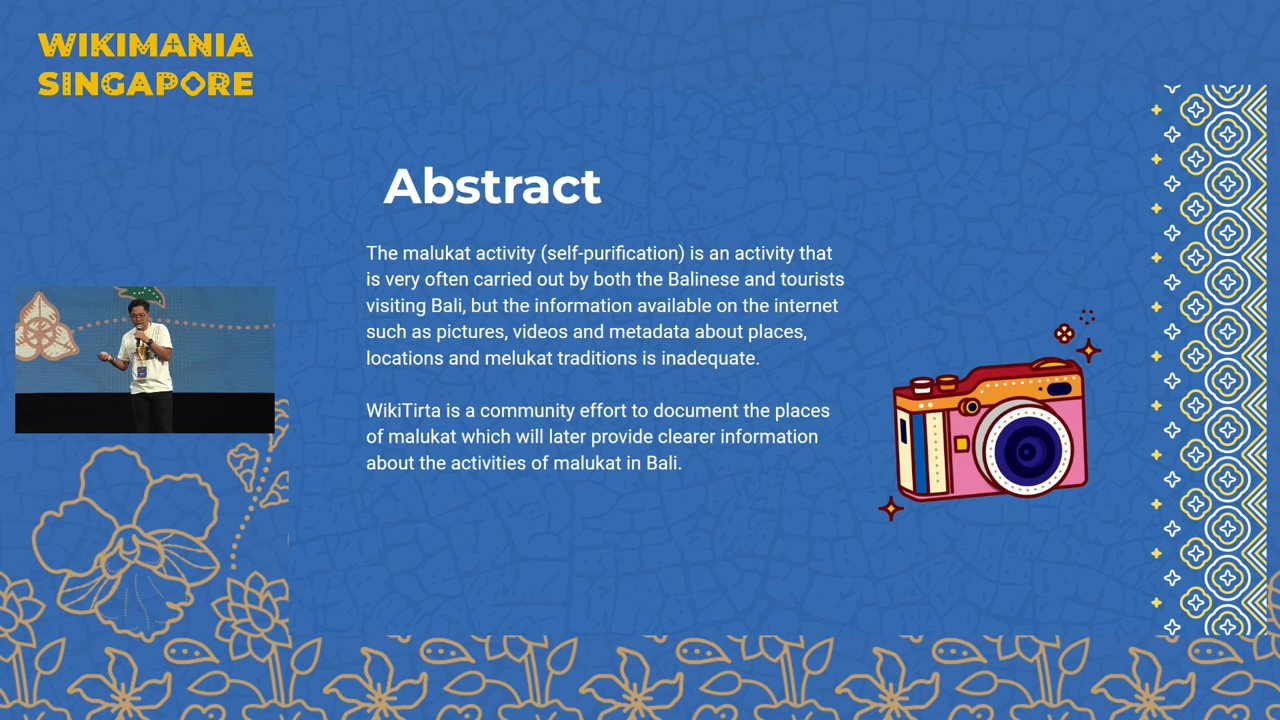 WIKIMANIA
SINGAPORE
Abstract
The malukat activity (self-purification) is an activity that
is very often carried out by both the Balinese and tourists
visiting Bali, but the information available on the internet
such as pictures, videos and metadata about places,
locations and melukat traditions is inadequate.
WikiTirta is a community effort to document the places
of malukat which will later provide clearer information
about the activities of malukat in Bali.